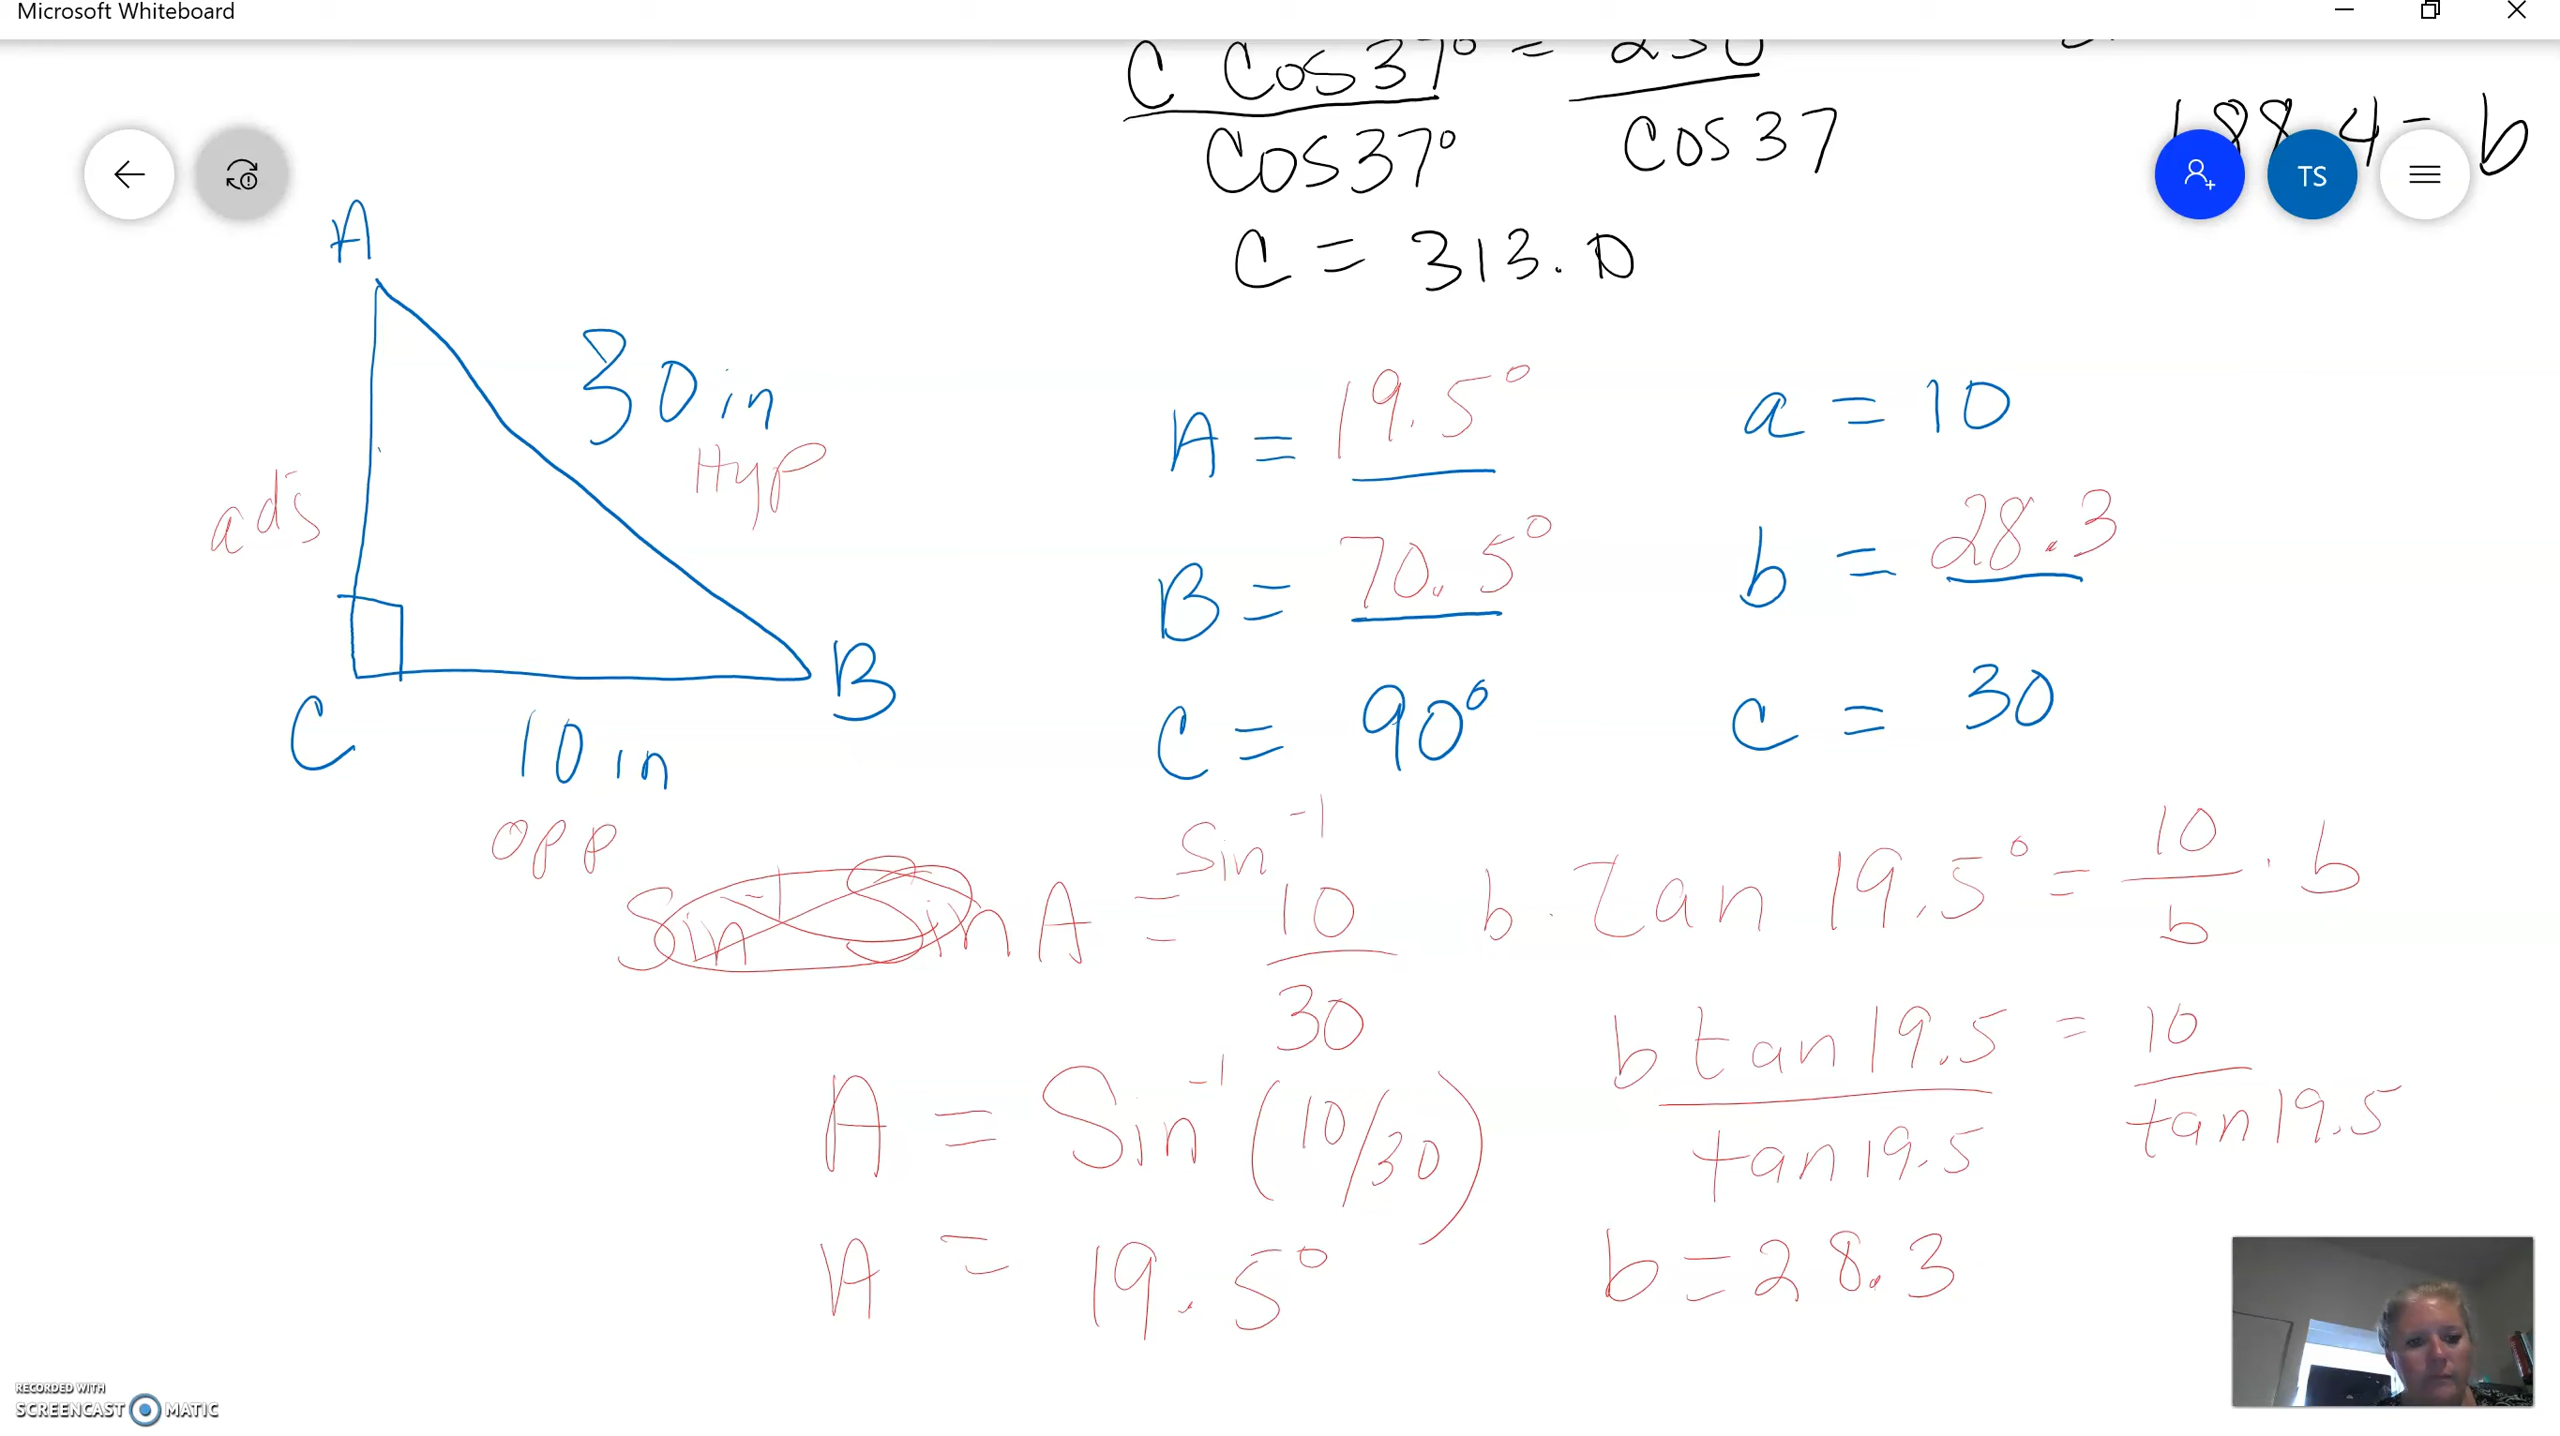 Microsoft Whiteboard
C Cos37° = 250
Cos37° Cos 37
188.4 = b
C = 313.0
TS
A
30 in
Hyp
adj
A = 19.5° a = 10
B = 70.5° b = 28.3
C = 90° c = 30
C
B
10 in
opp
Sin⁻¹ Sin A = Sin⁻¹ 10
30
b · Tan 19.5° = 10 · b
b
A = Sin⁻¹ (10/30)
b tan 19.5 = 10
tan 19.5 tan 19.5
A = 19.5°
b = 28.3
RECORDED WITH
SCREENCAST MATIC